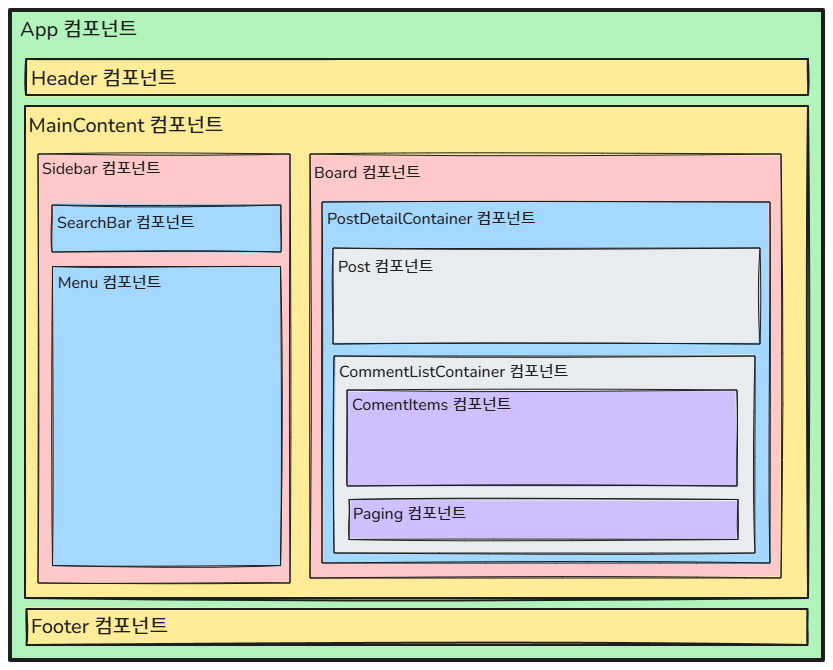 App 컴포넌트
Header 컴포넌트
MainContent 컴포넌트
Sidebar 컴포넌트
SearchBar 컴포넌트
Menu 컴포넌트
Board 컴포넌트
PostDetailContainer 컴포넌트
Post 컴포넌트
CommentListContainer 컴포넌트
ComentItems 컴포넌트
Paging 컴포넌트
Footer 컴포넌트